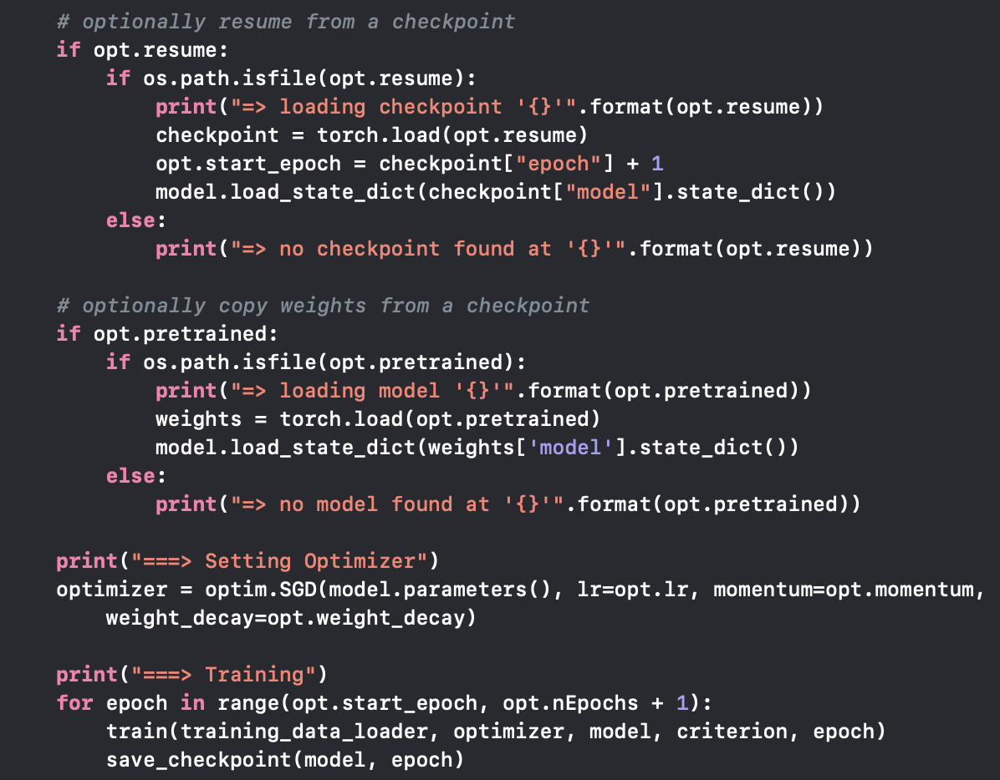 # optionally resume from a checkpoint
if opt.resume:
    if os.path.isfile(opt.resume):
        print("=> loading checkpoint '{}'".format(opt.resume))
        checkpoint = torch.load(opt.resume)
        opt.start_epoch = checkpoint["epoch"] + 1
        model.load_state_dict(checkpoint["model"].state_dict())
    else:
        print("=> no checkpoint found at '{}'".format(opt.resume))

# optionally copy weights from a checkpoint
if opt.pretrained:
    if os.path.isfile(opt.pretrained):
        print("=> loading model '{}'".format(opt.pretrained))
        weights = torch.load(opt.pretrained)
        model.load_state_dict(weights['model'].state_dict())
    else:
        print("=> no model found at '{}'".format(opt.pretrained))

print("===> Setting Optimizer")
optimizer = optim.SGD(model.parameters(), lr=opt.lr, momentum=opt.momentum,
    weight_decay=opt.weight_decay)

print("===> Training")
for epoch in range(opt.start_epoch, opt.nEpochs + 1):
    train(training_data_loader, optimizer, model, criterion, epoch)
    save_checkpoint(model, epoch)